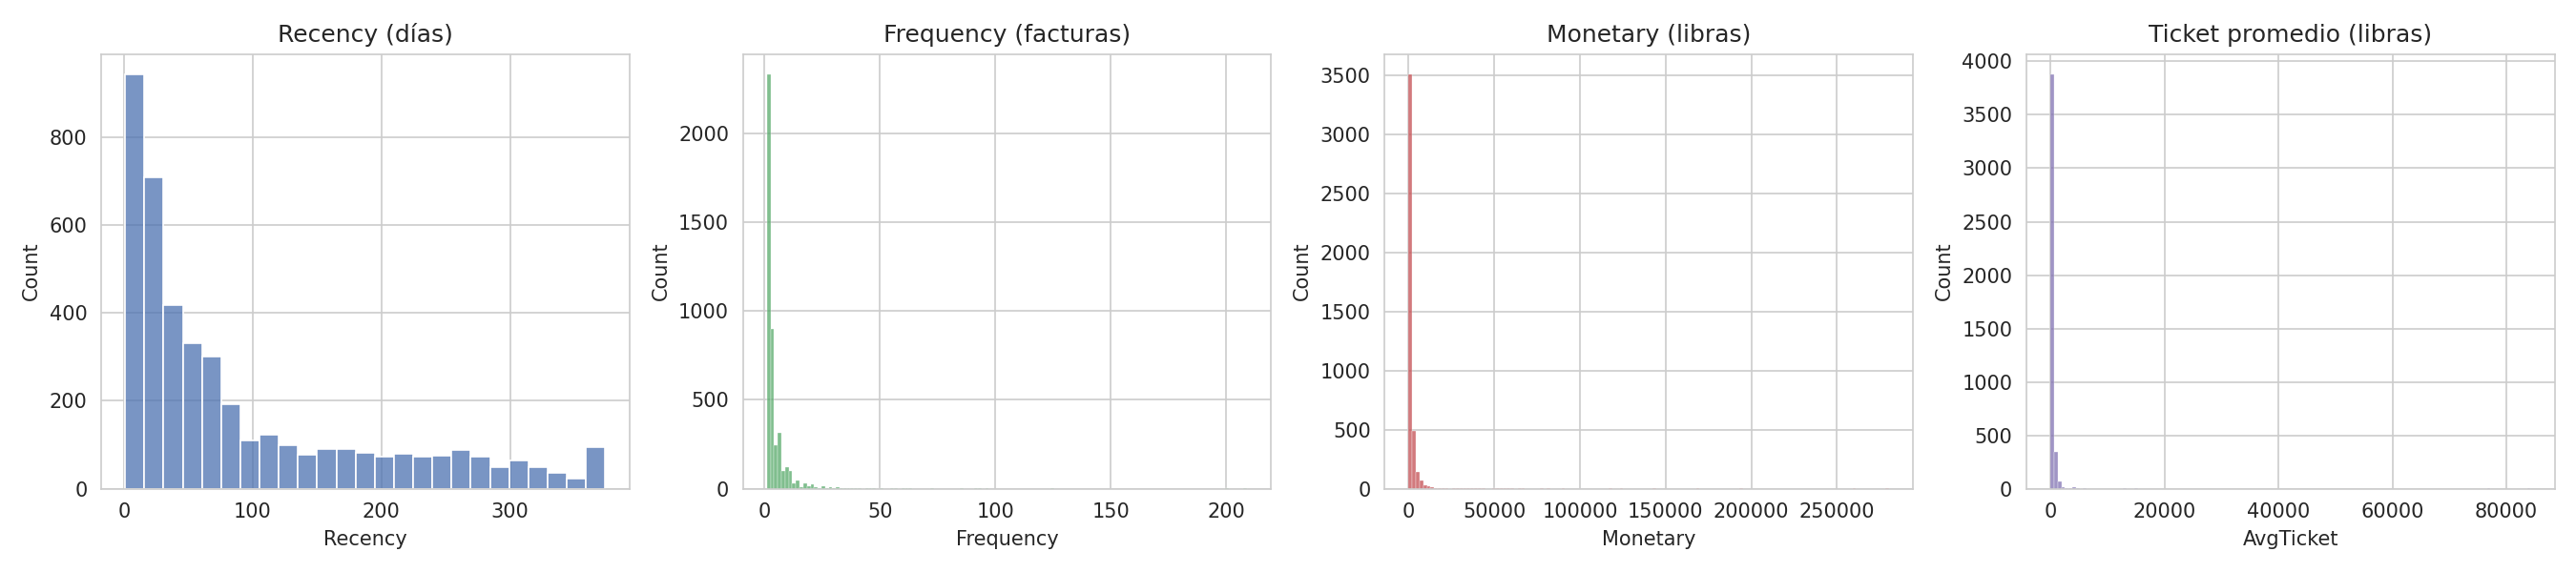 Recency (días)
Count
800
600
400
200
0
0 100 200 300
Recency
Frequency (facturas)
Count
2000
1500
1000
500
0
0 50 100 150 200
Frequency
Monetary (libras)
Count
3500
3000
2500
2000
1500
1000
500
0
0 50000 100000 150000 200000 250000
Monetary
Ticket promedio (libras)
Count
4000
3500
3000
2500
2000
1500
1000
500
0
0 20000 40000 60000 80000
AvgTicket